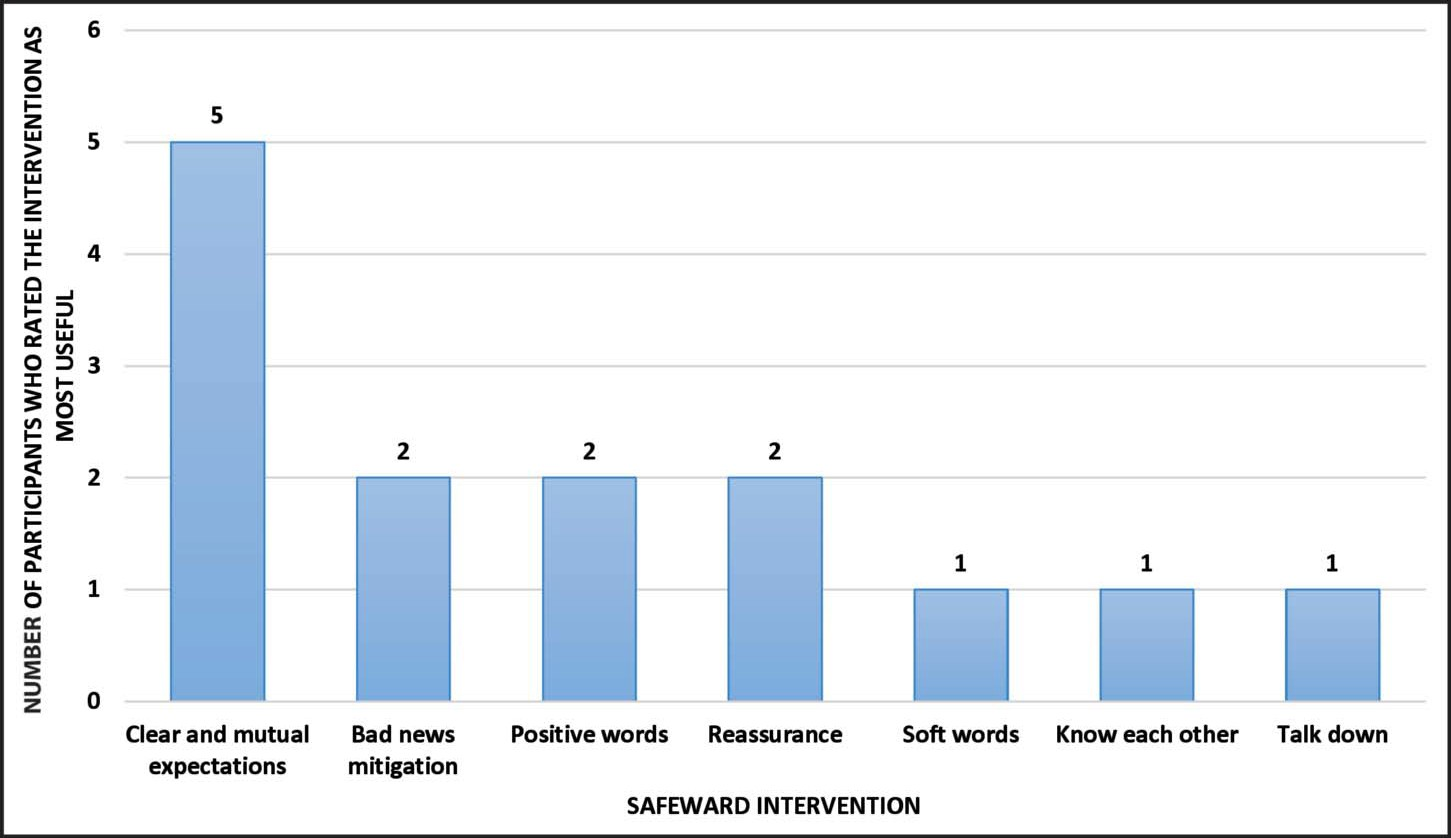 NUMBER OF PARTICIPANTS WHO RATED THE INTERVENTION AS
MOST USEFUL
6
5
4
3
2
1
0
5
2
2
2
1
1
1
Clear and mutual
expectations
Bad news
mitigation
Positive words
Reassurance
Soft words
Know each other
Talk down
SAFEWARD INTERVENTION